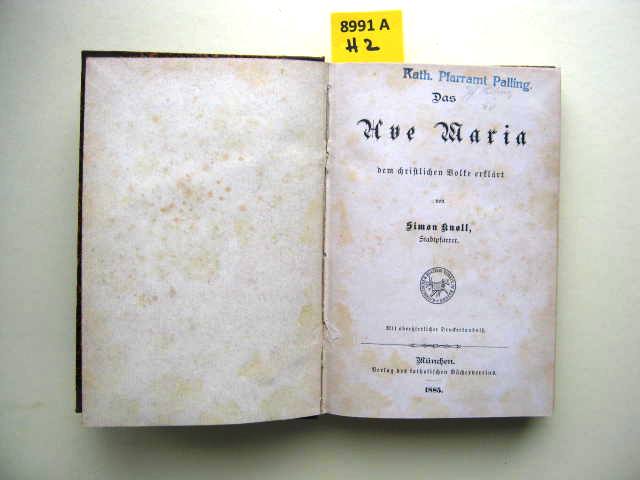 8991 A
H 2
Kath. Pfarramt Palling.
Das
Ave Maria
dem christlichen Volke erklärt
von
Simon Knoll,
Stadtpfarrer.
Mit oberhirtlicher Druckerlaubniß.
München.
Verlag des katholischen Büchervereins.
1885.